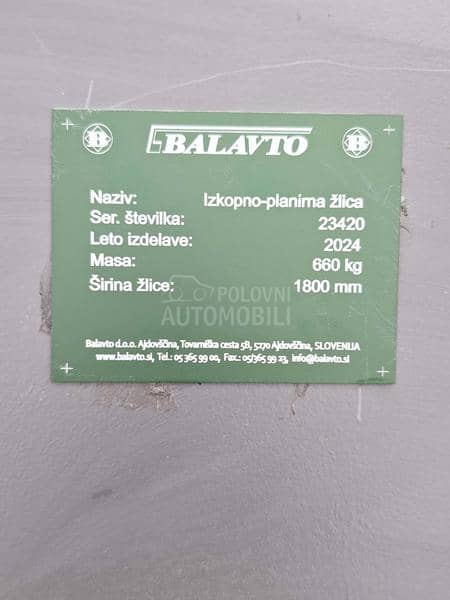 B BALAVTO B
Naziv: Izkopno-planirna žlica
Ser. številka: 23420
Leto izdelave: 2024
Masa: 660 kg
Širina žlice: 1800 mm
POLOVNI
AUTOMOBILI
Balavto d.o.o. Ajdovščina, Tovarniška cesta 5B, 5270 Ajdovščina, SLOVENIJA
www.balavto.si, Tel.: 05 365 99 00, Fax.: 05/365 99 23, info@balavto.si